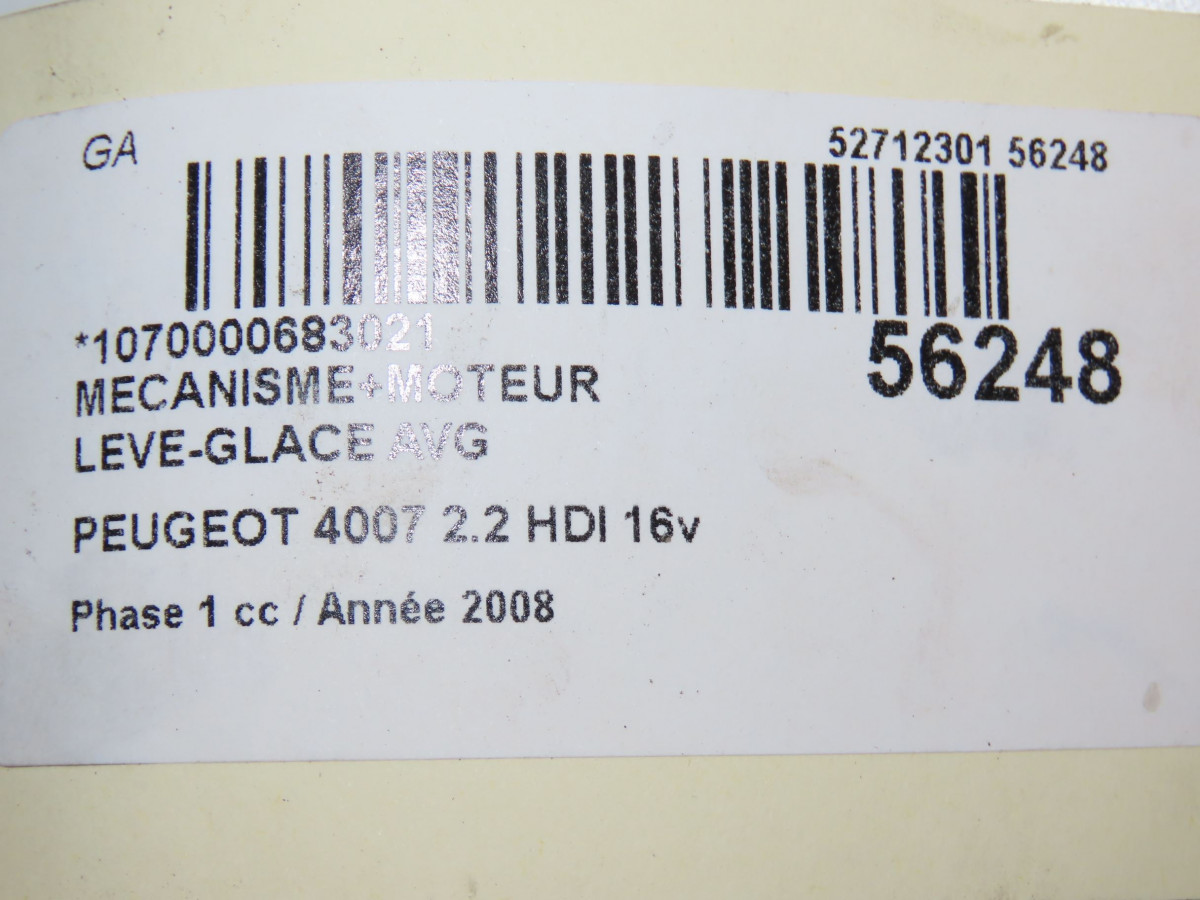 GA
52712301 56248
*1070000683021
56248
MECANISME+MOTEUR
LEVE-GLACE AVG
PEUGEOT 4007 2.2 HDI 16v
Phase 1 cc / Année 2008